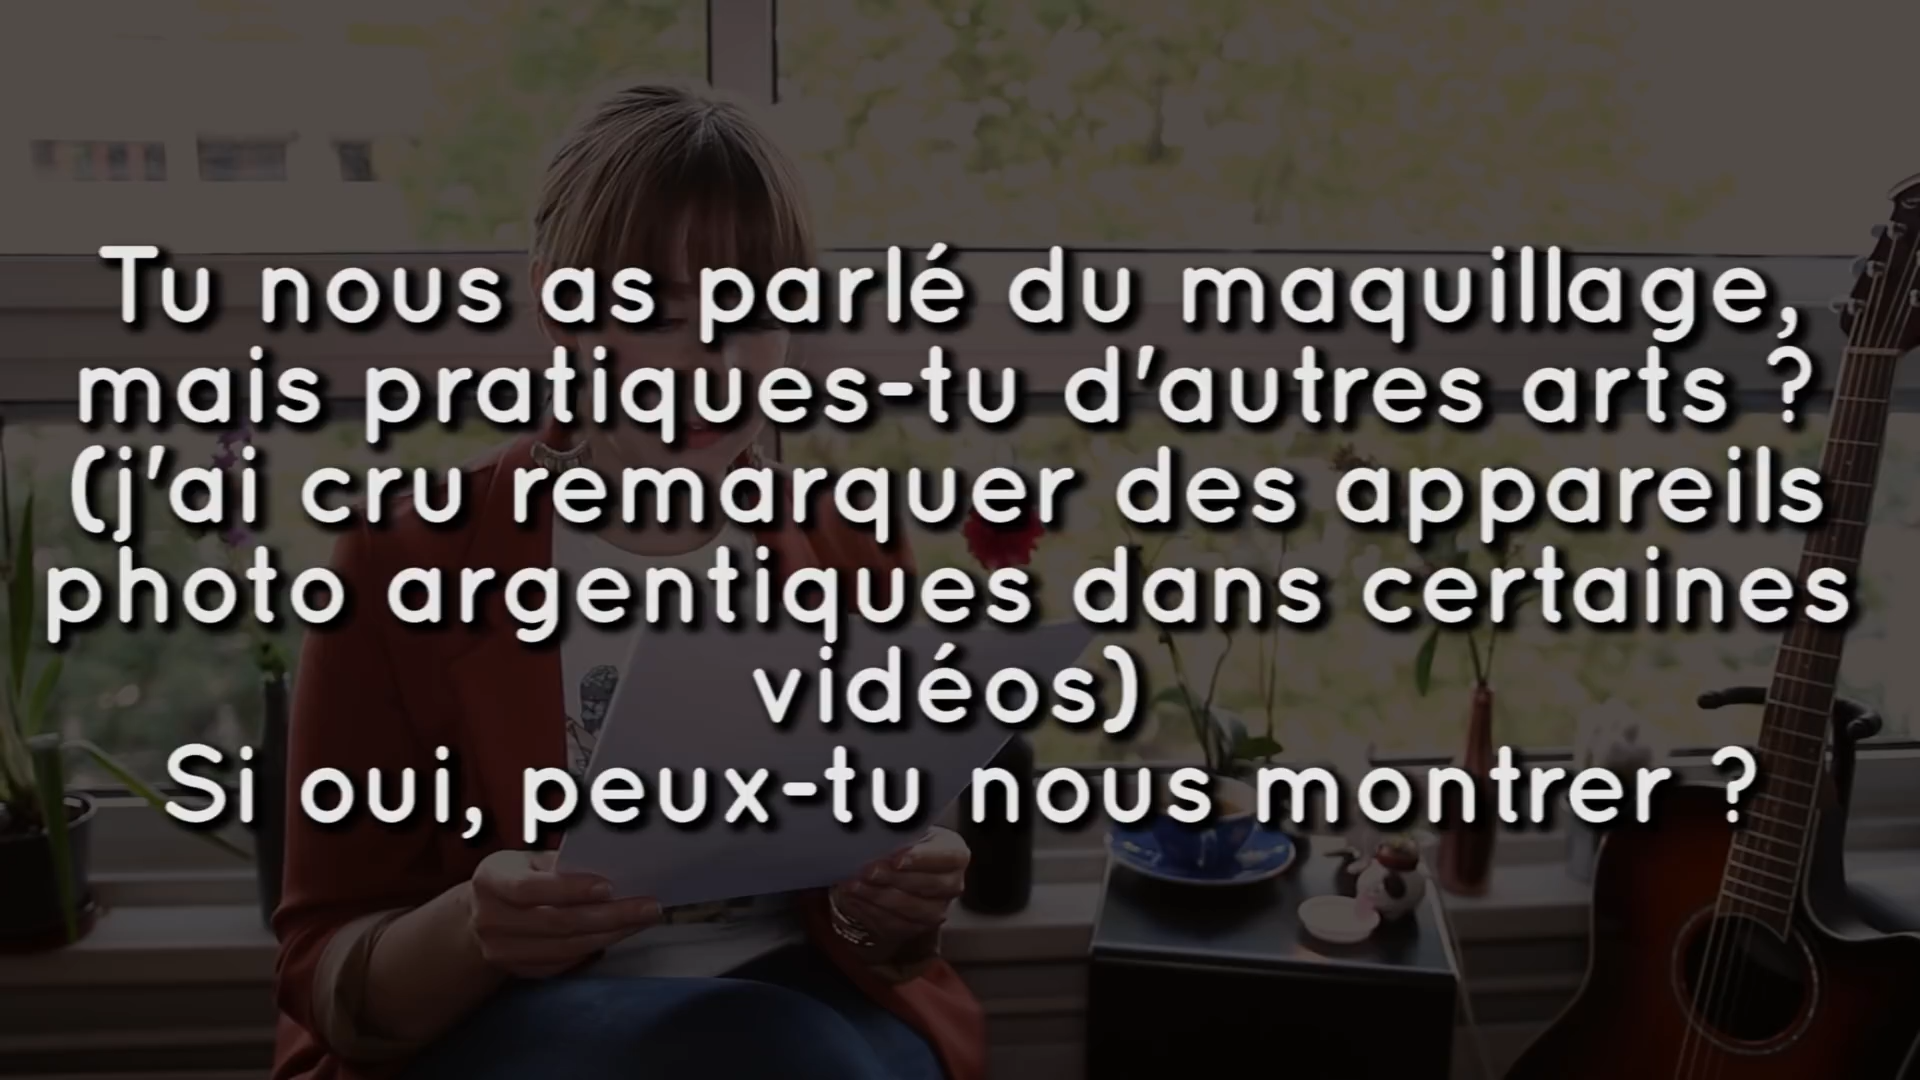 Tu nous as parlé du maquillage,
mais pratiques-tu d'autres arts ?
(j'ai cru remarquer des appareils
photo argentiques dans certaines
vidéos)
Si oui, peux-tu nous montrer ?